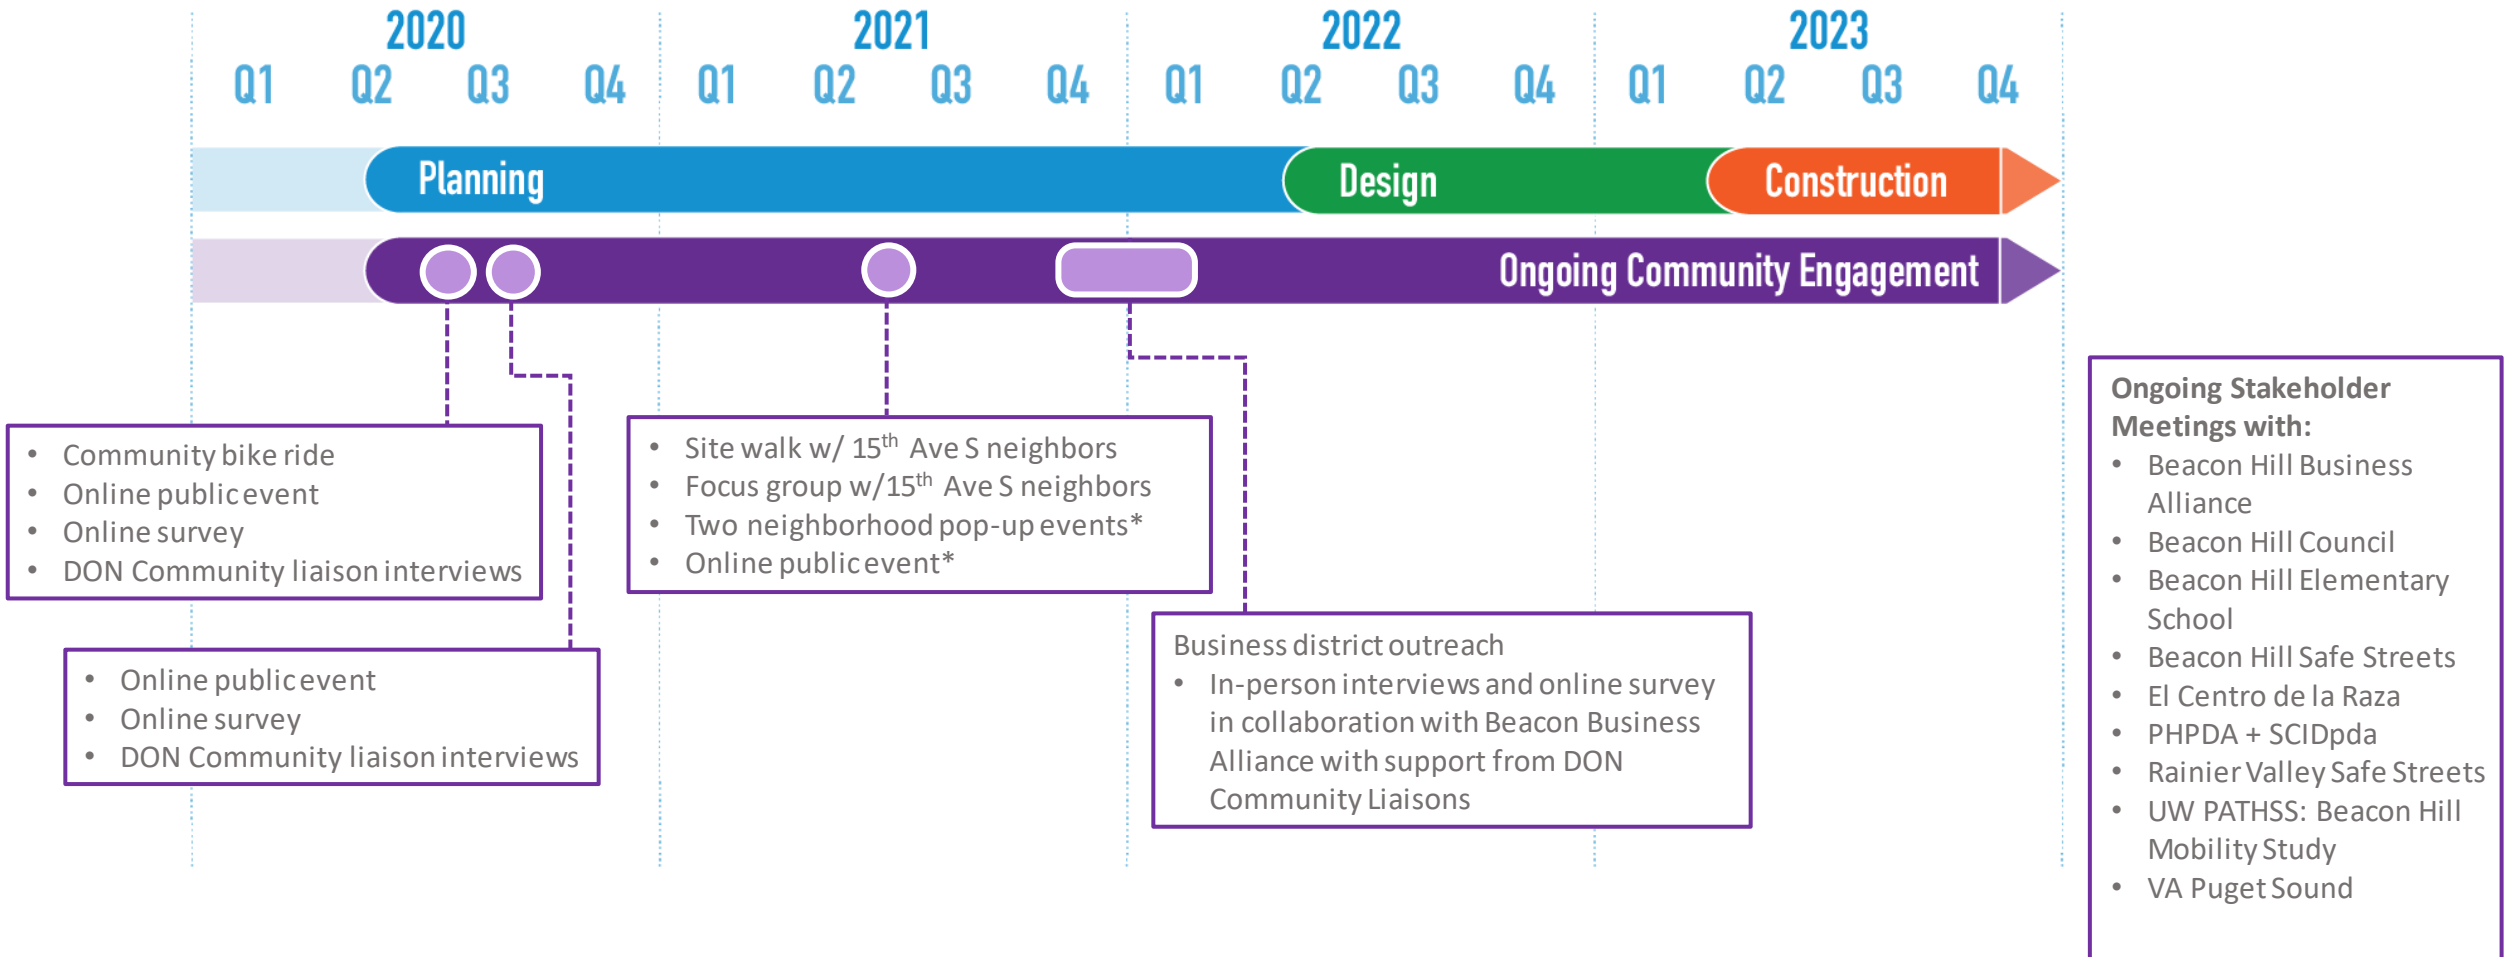 2020 2021 2022 2023
Q1 Q2 Q3 Q4 Q1 Q2 Q3 Q4 Q1 Q2 Q3 Q4 Q1 Q2 Q3 Q4
Planning Design Construction
Ongoing Community Engagement
• Community bike ride
• Online public event
• Online survey
• DON Community liaison interviews
• Online public event
• Online survey
• DON Community liaison interviews
• Site walk w/ 15th Ave S neighbors
• Focus group w/15th Ave S neighbors
• Two neighborhood pop-up events*
• Online public event*
Business district outreach
• In-person interviews and online survey
in collaboration with Beacon Business
Alliance with support from DON
Community Liaisons
Ongoing Stakeholder
Meetings with:
• Beacon Hill Business
Alliance
• Beacon Hill Council
• Beacon Hill Elementary
School
• Beacon Hill Safe Streets
• El Centro de la Raza
• PHPDA + SCIDpda
• Rainier Valley Safe Streets
• UW PATHSS: Beacon Hill
Mobility Study
• VA Puget Sound